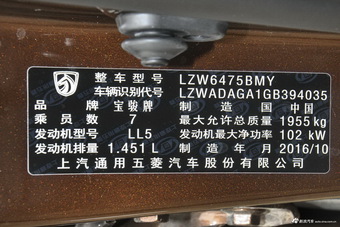 整车型号 LZW6475BMY
车辆识别代号 LZWADAGA1GB394035
品牌 宝骏牌 制造国 中国
乘员数 7 最大允许总质量 1955 kg
发动机型号 LL5 发动机最大净功率 102 kW
发动机排量 1.451 L 制造年月 2016/10
上汽通用五菱汽车股份有限公司